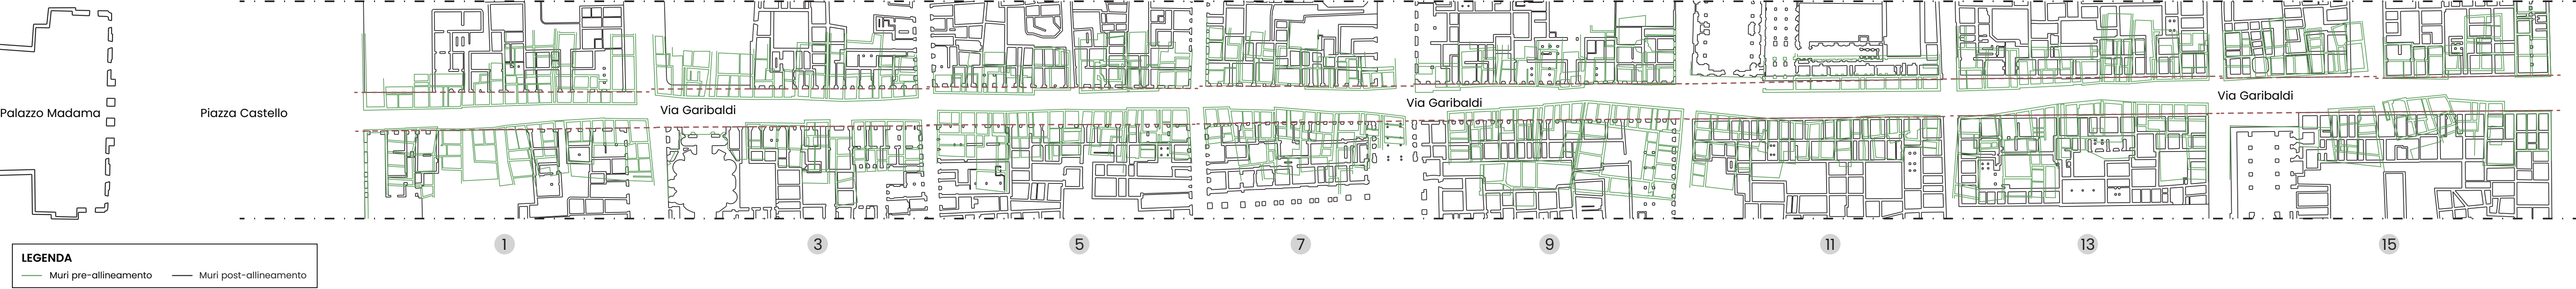 Palazzo Madama
Piazza Castello
Via Garibaldi
Via Garibaldi
Via Garibaldi
1
3
5
7
9
11
13
15
LEGENDA
Muri pre-allineamento
Muri post-allineamento